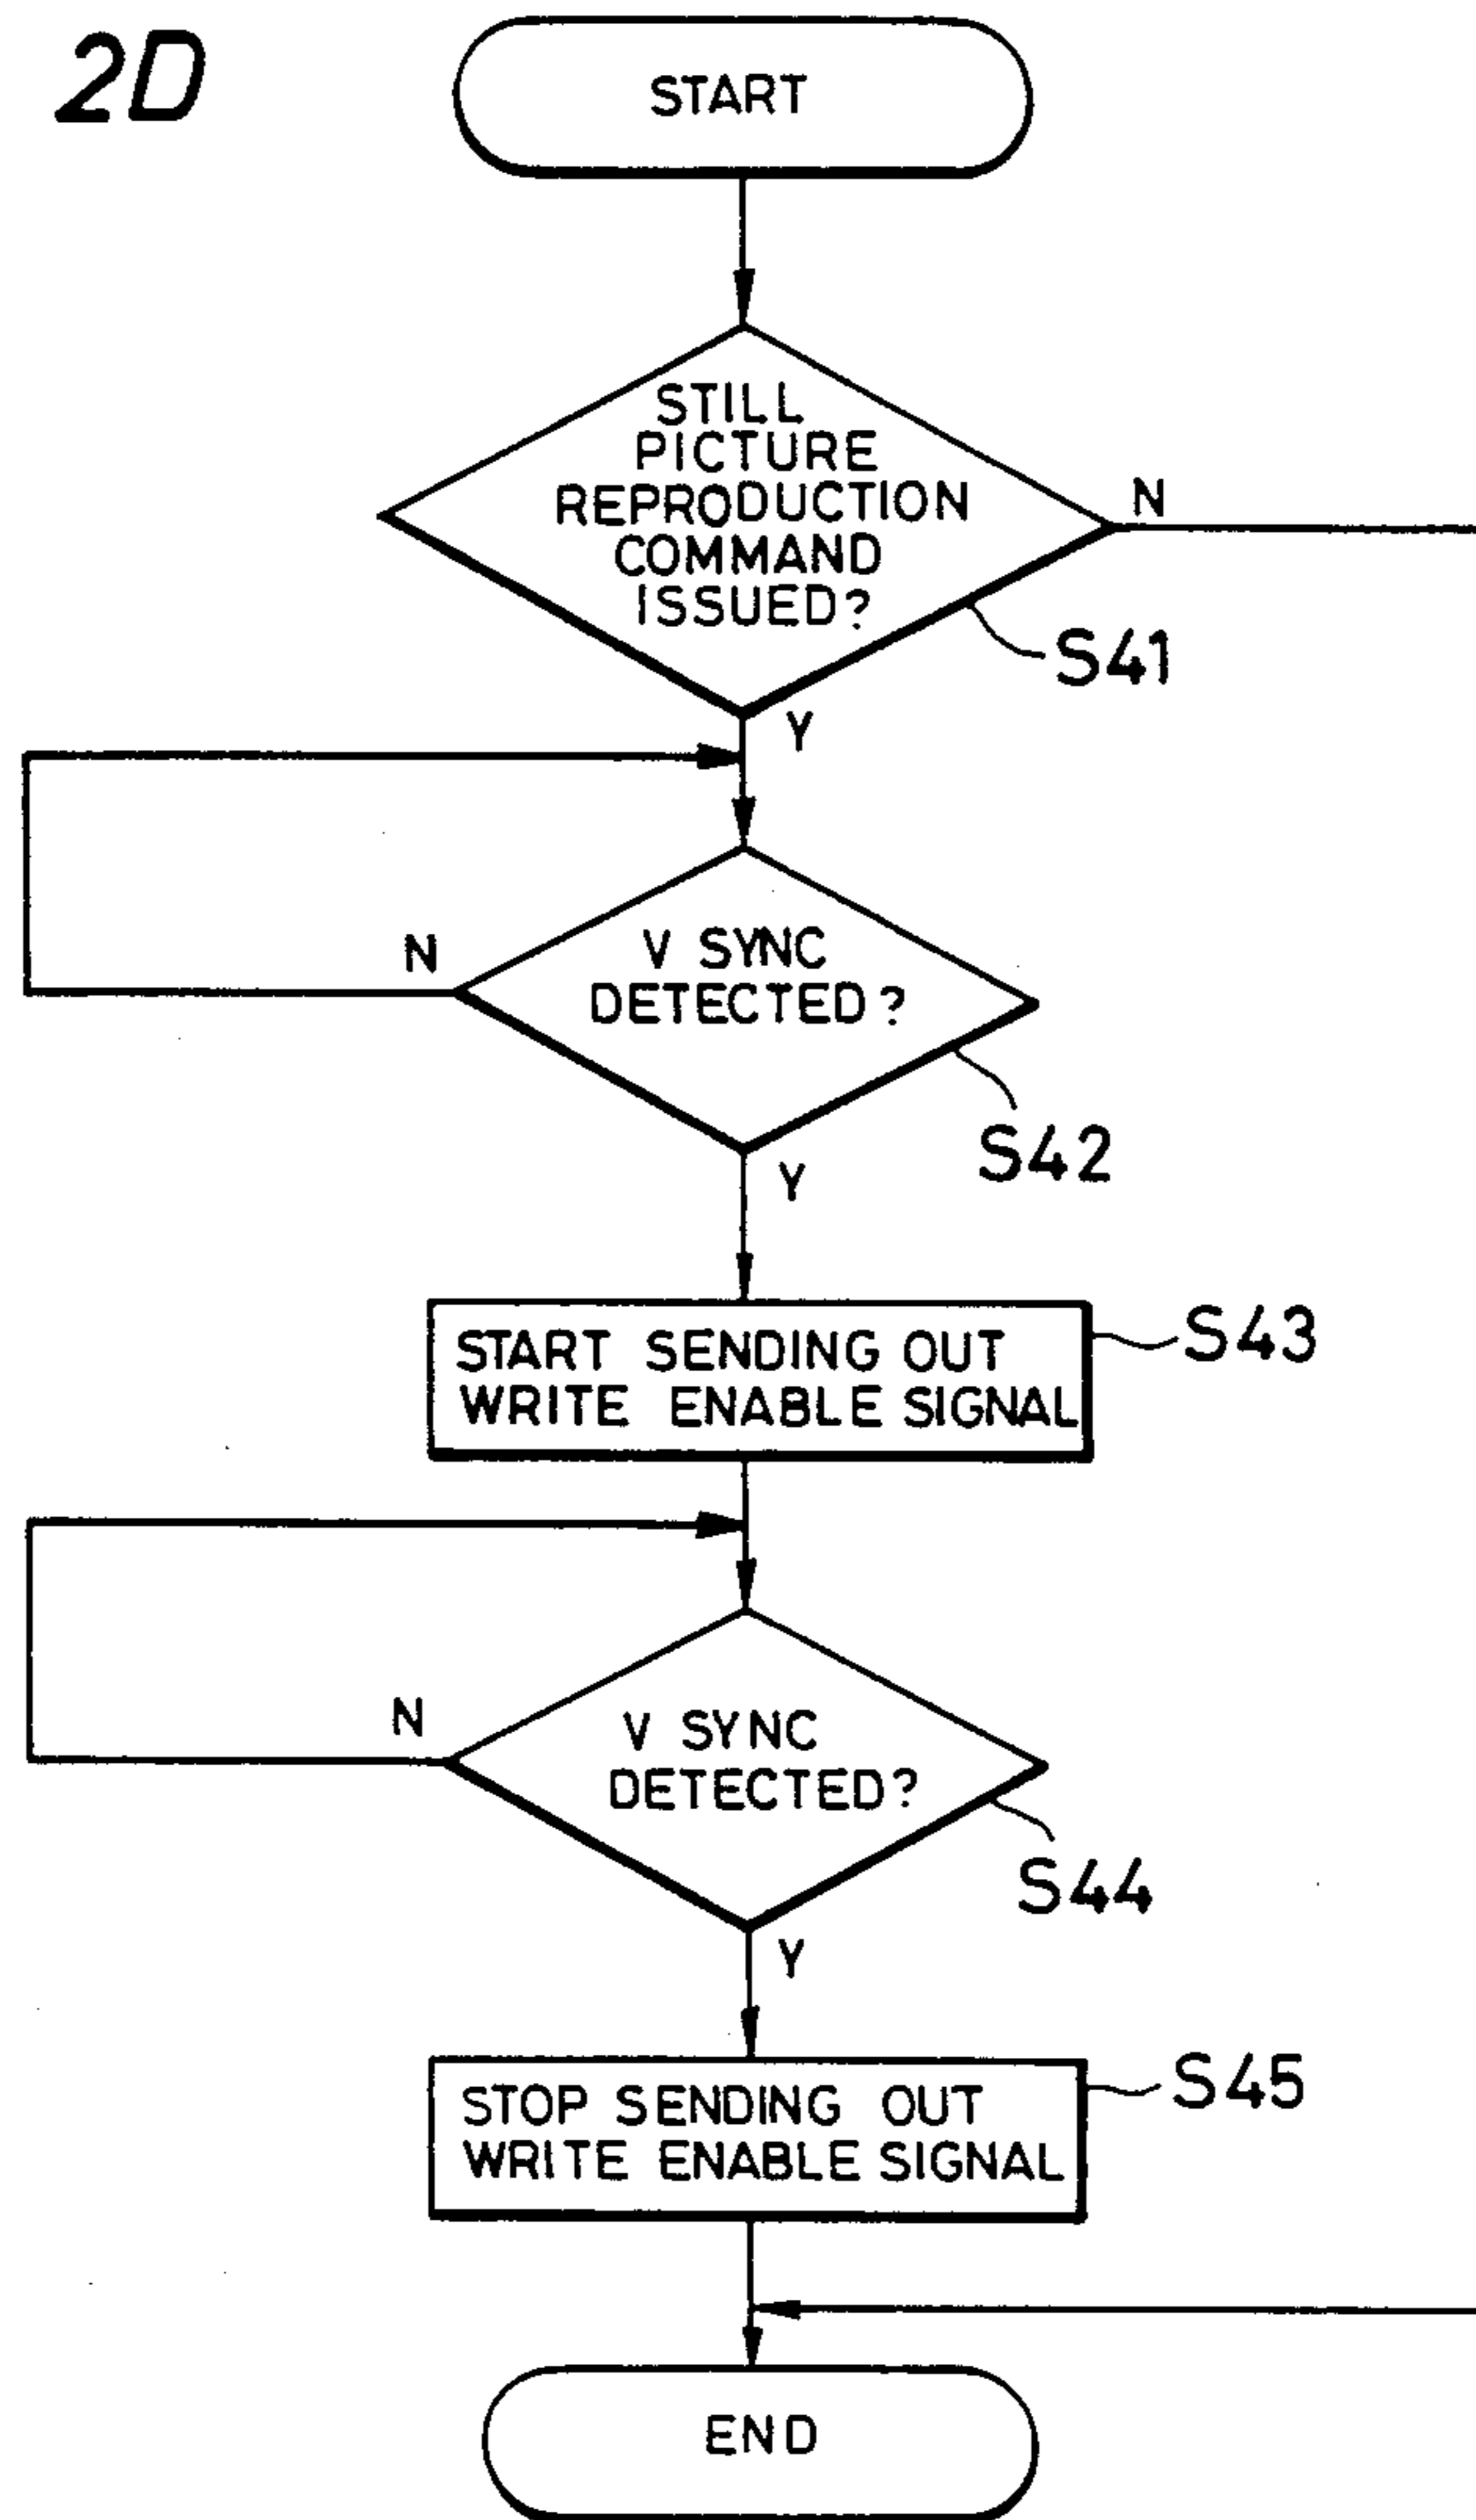 2D
START
STILL
PICTURE
REPRODUCTION
COMMAND
ISSUED?
N
S41
Y
V SYNC
DETECTED?
N
S42
Y
START SENDING OUT
WRITE ENABLE SIGNAL
S43
V SYNC
DETECTED?
N
S44
Y
STOP SENDING OUT
WRITE ENABLE SIGNAL
S45
END